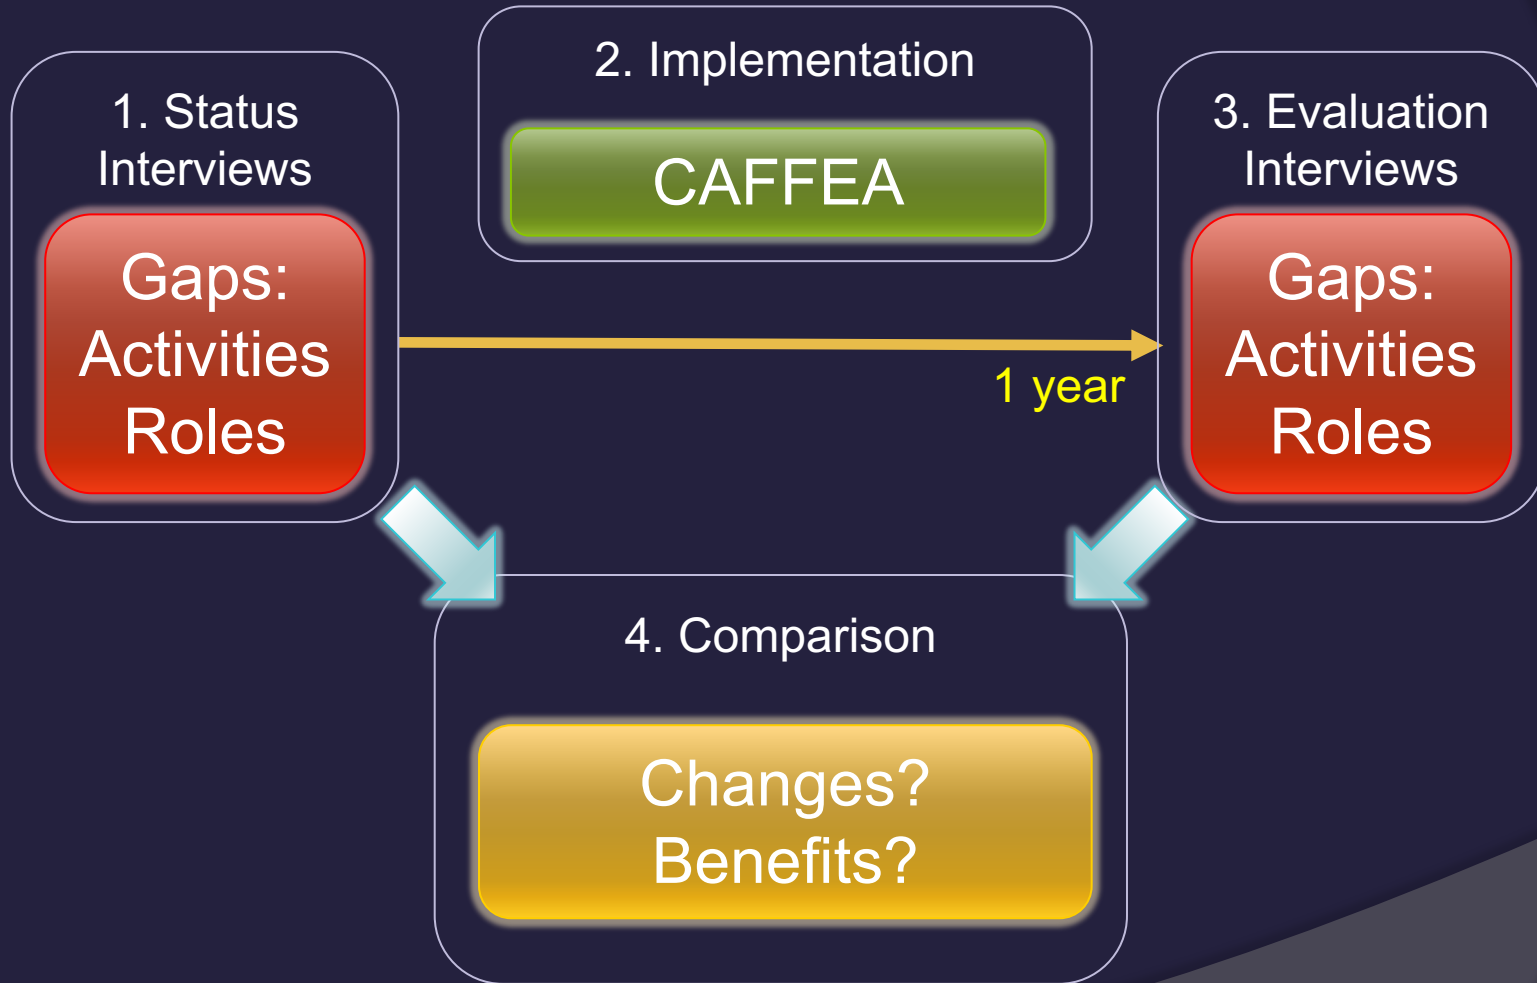 1. Status
Interviews
Gaps:
Activities
Roles
2. Implementation
CAFFEA
1 year
3. Evaluation
Interviews
Gaps:
Activities
Roles
4. Comparison
Changes?
Benefits?